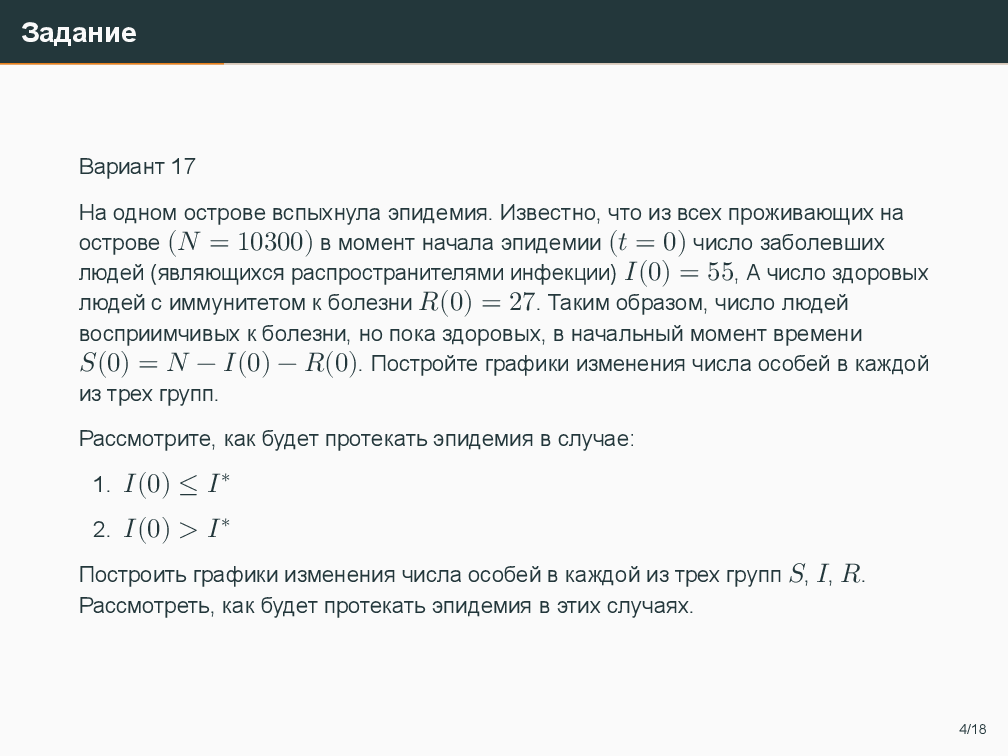 Задание
Вариант 17
На одном острове вспыхнула эпидемия. Известно, что из всех проживающих на
острове (N = 10300) в момент начала эпидемии (t = 0) число заболевших
людей (являющихся распространителями инфекции) I(0) = 55, А число здоровых
людей с иммунитетом к болезни R(0) = 27. Таким образом, число людей
восприимчивых к болезни, но пока здоровых, в начальный момент времени
S(0) = N − I(0) − R(0). Постройте графики изменения числа особей в каждой
из трех групп.
Рассмотрите, как будет протекать эпидемия в случае:
1. I(0) ≤ I*
2. I(0) > I*
Построить графики изменения числа особей в каждой из трех групп S, I, R.
Рассмотреть, как будет протекать эпидемия в этих случаях.
4/18